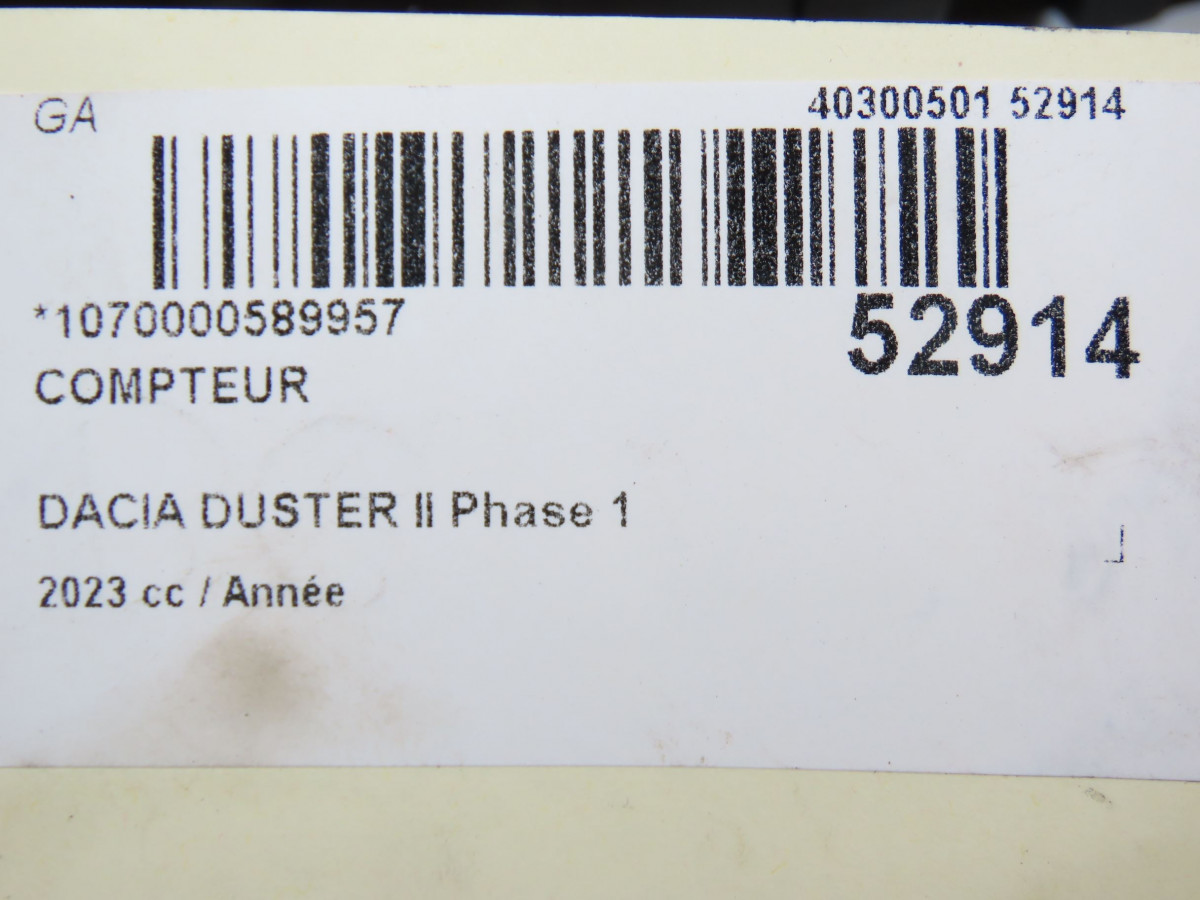 GA
40300501 52914
*1070000589957
52914
COMPTEUR
DACIA DUSTER II Phase 1
2023 cc / Année